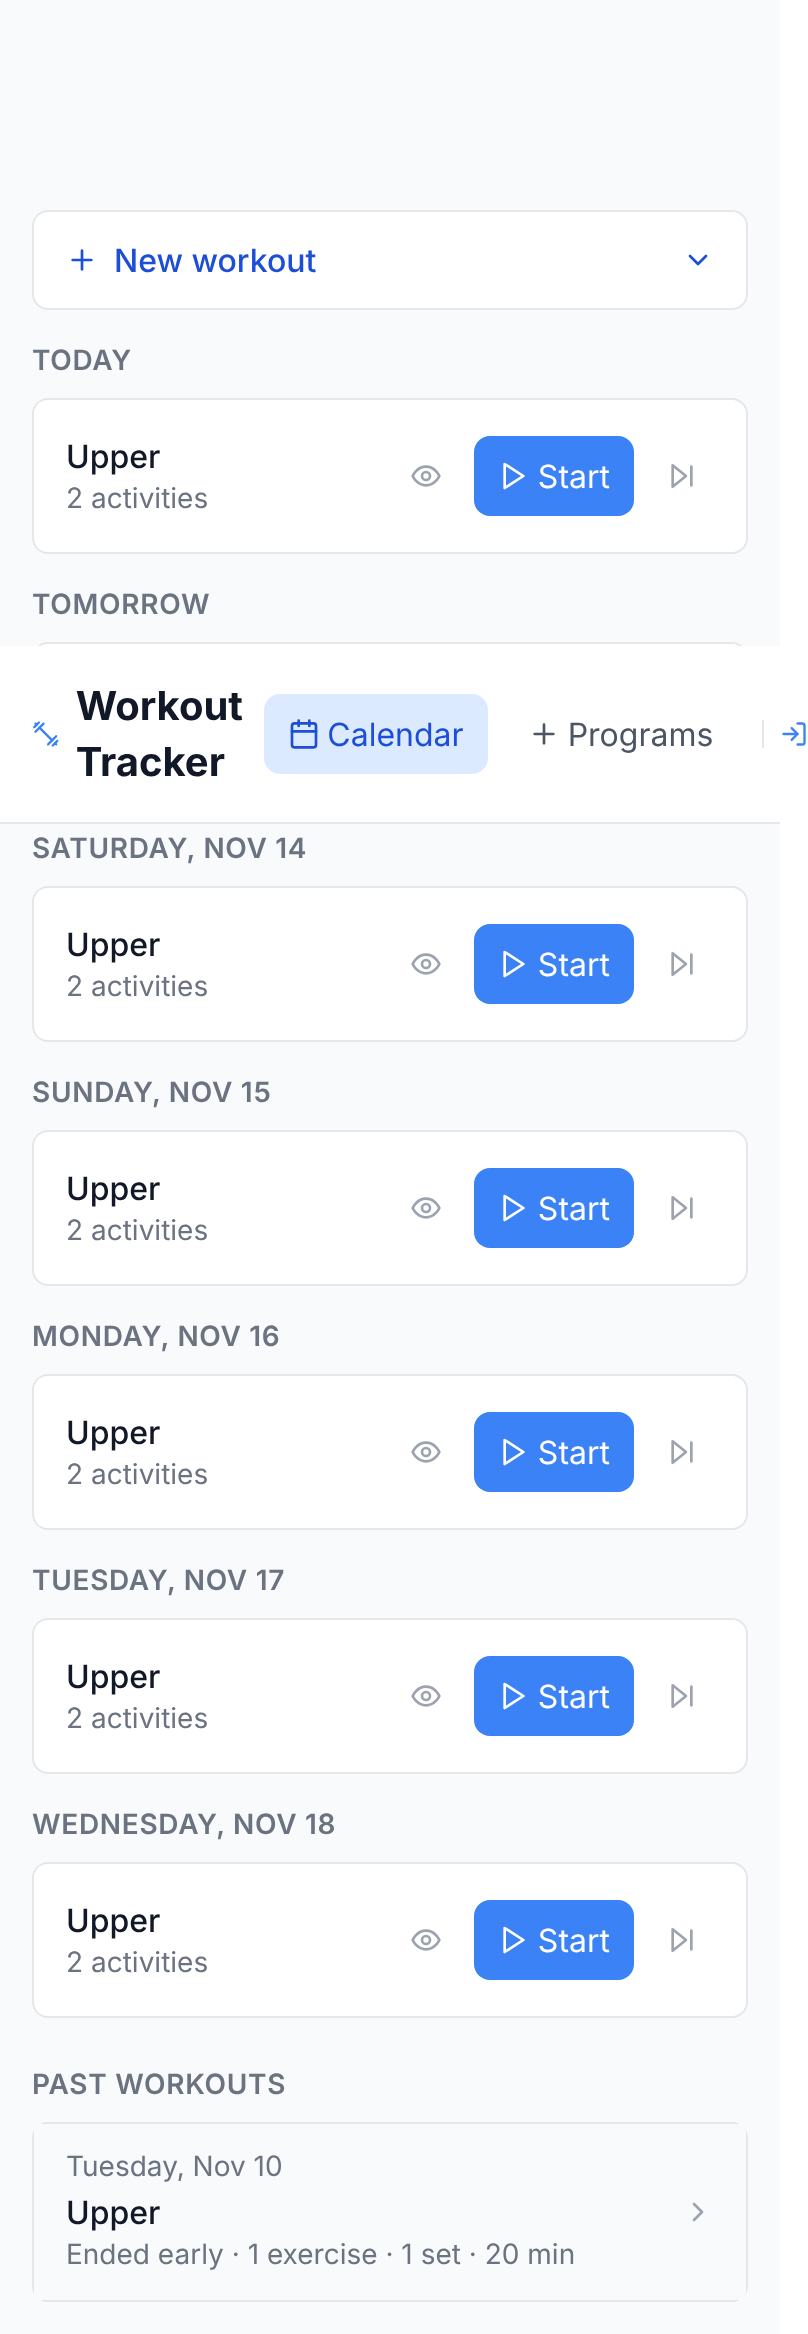 New workout
TODAY
Upper
2 activities
Start
TOMORROW
Workout
Tracker
Calendar
Programs
SATURDAY, NOV 14
Upper
2 activities
Start
SUNDAY, NOV 15
Upper
2 activities
Start
MONDAY, NOV 16
Upper
2 activities
Start
TUESDAY, NOV 17
Upper
2 activities
Start
WEDNESDAY, NOV 18
Upper
2 activities
Start
PAST WORKOUTS
Tuesday, Nov 10
Upper
Ended early · 1 exercise · 1 set · 20 min